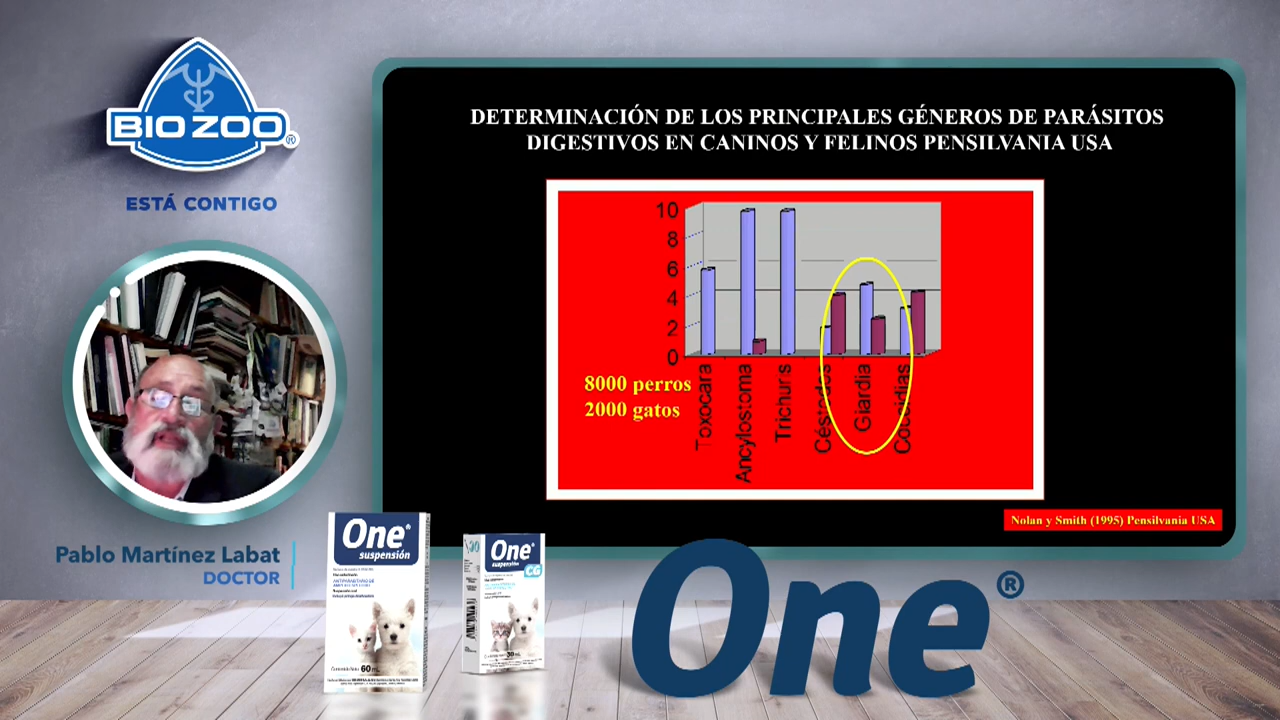 BIO ZOO®
ESTÁ CONTIGO
Pablo Martínez Labat
DOCTOR
DETERMINACIÓN DE LOS PRINCIPALES GÉNEROS DE PARÁSITOS
DIGESTIVOS EN CANINOS Y FELINOS PENSILVANIA USA
10
8
6
4
2
0
Toxocara
Ancylostoma
Trichuris
Céstodos
Giardia
Coccidias
8000 perros
2000 gatos
Nolan y Smith (1995) Pensilvania USA
One®
suspensión
60
One®
suspensión
CG
30
One®